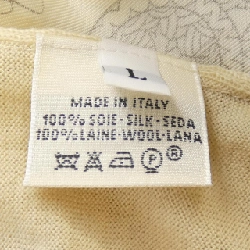 L
MADE IN ITALY
100% SOIE - SILK - SEDA
100% LAINE - WOOL - LANA
P ®